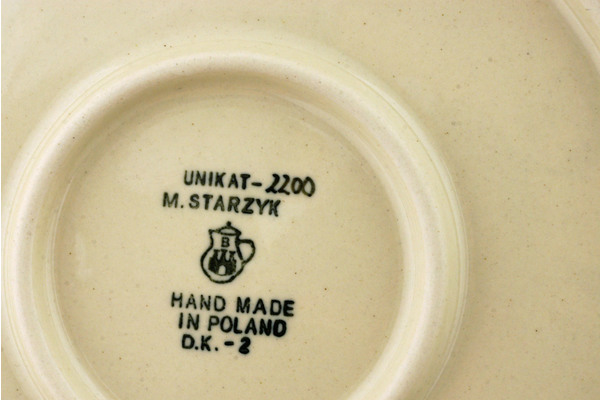 UNIKAT-2200
M. STARZYK
B
HAND MADE
IN POLAND
D.K. - 2